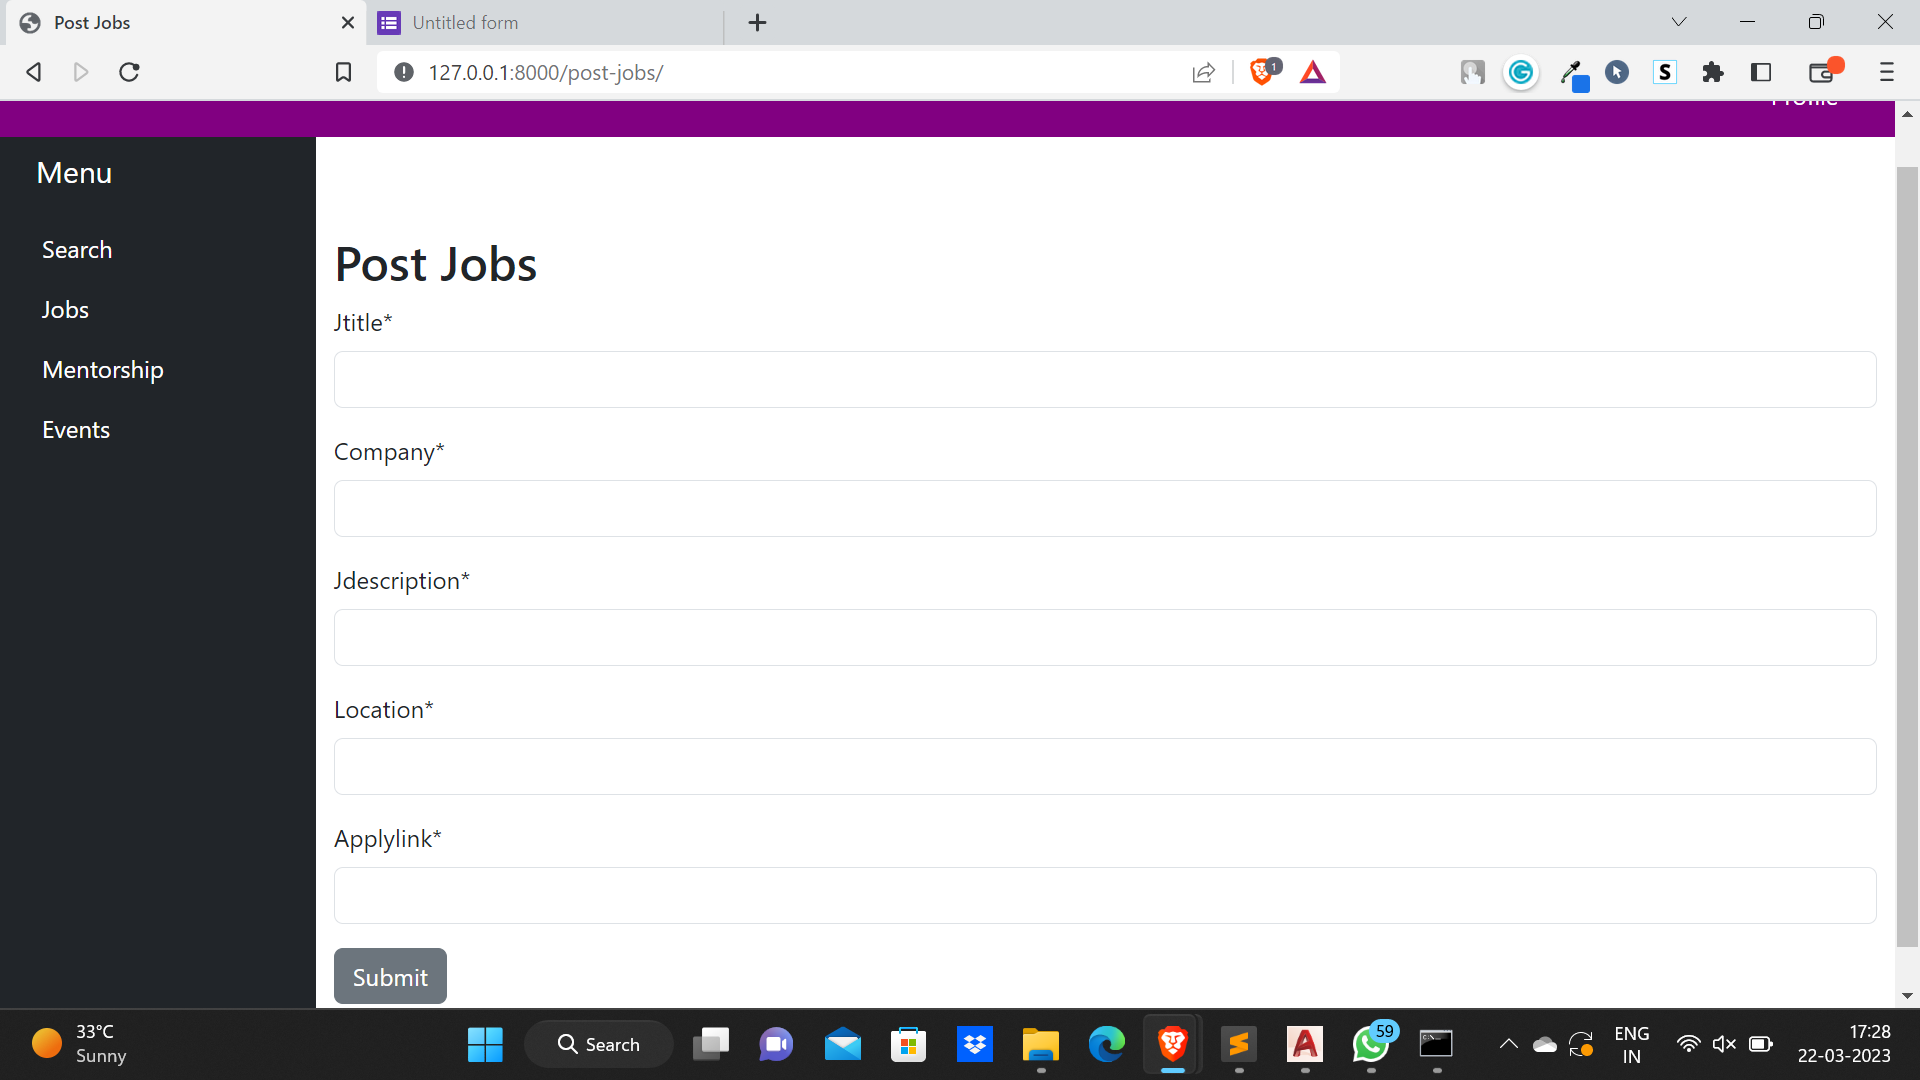 Post Jobs
Untitled form
127.0.0.1:8000/post-jobs/
1
S
Menu
Search
Jobs
Mentorship
Events
Post Jobs
Jtitle*
Company*
Jdescription*
Location*
Applylink*
Submit
33°C
Sunny
Search
59
ENG
IN
17:28
22-03-2023